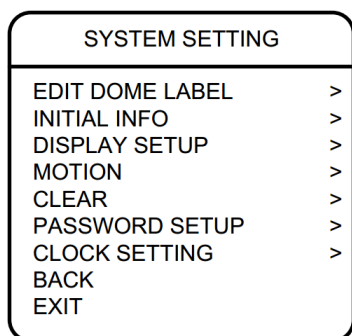 SYSTEM SETTING
EDIT DOME LABEL >
INITIAL INFO >
DISPLAY SETUP >
MOTION >
CLEAR >
PASSWORD SETUP >
CLOCK SETTING >
BACK
EXIT